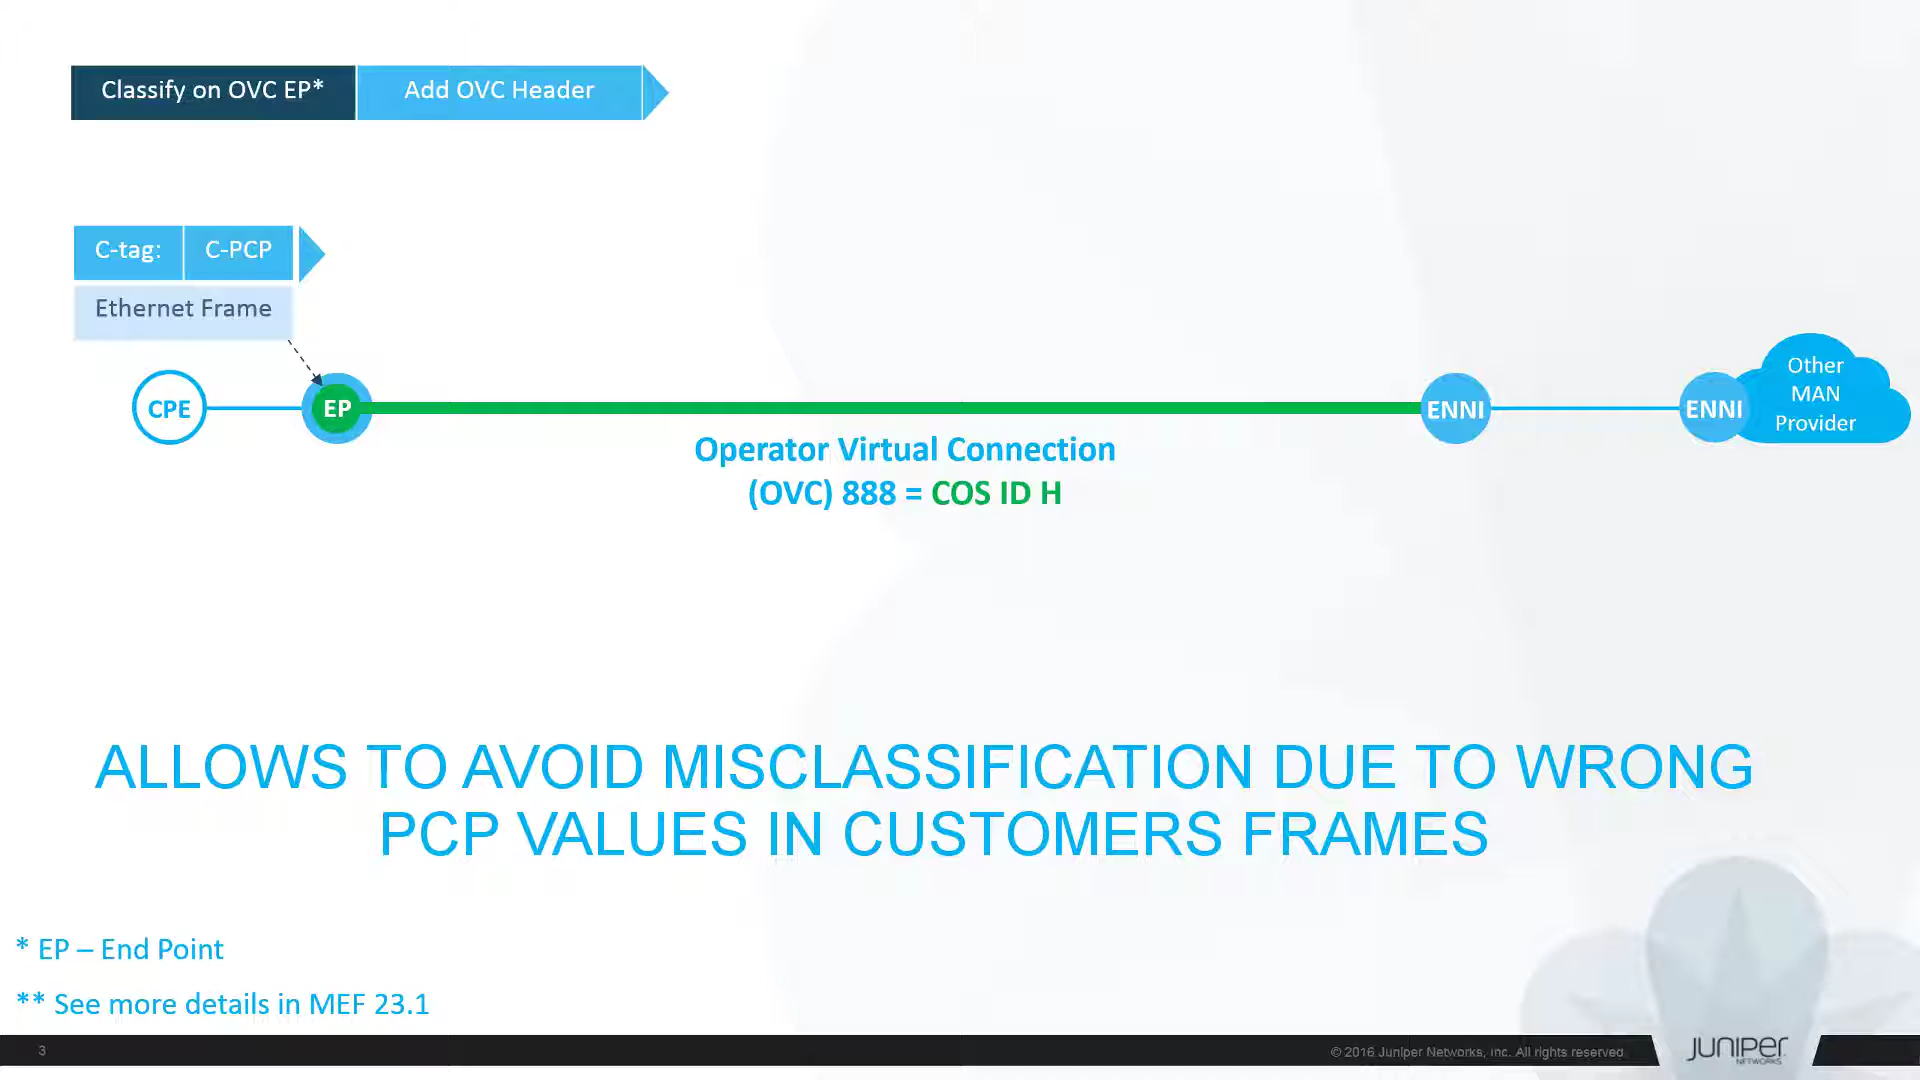 Classify on OVC EP*
Add OVC Header
C-tag:
C-PCP
Ethernet Frame
CPE
EP
ENNI
ENNI
Other
MAN
Provider
Operator Virtual Connection
(OVC) 888 = COS ID H
ALLOWS TO AVOID MISCLASSIFICATION DUE TO WRONG
PCP VALUES IN CUSTOMERS FRAMES
* EP – End Point
** See more details in MEF 23.1
3
© 2016 Juniper Networks, Inc. All rights reserved.
JUNIPER
NETWORKS